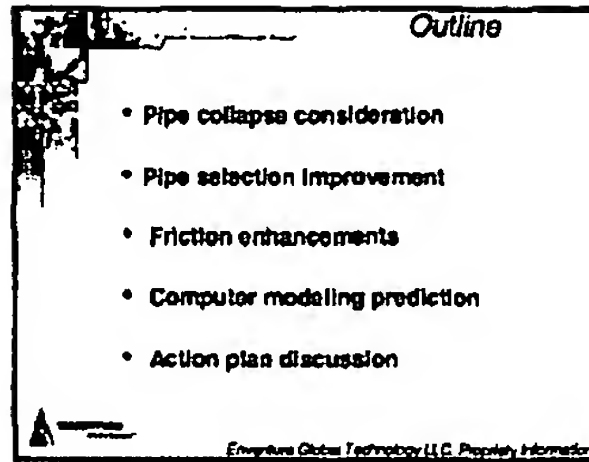 Outline
• Pipe collapse consideration
• Pipe selection improvement
• Friction enhancements
• Computer modeling prediction
• Action plan discussion
Enventure Global Technology LLC. Propriety Information